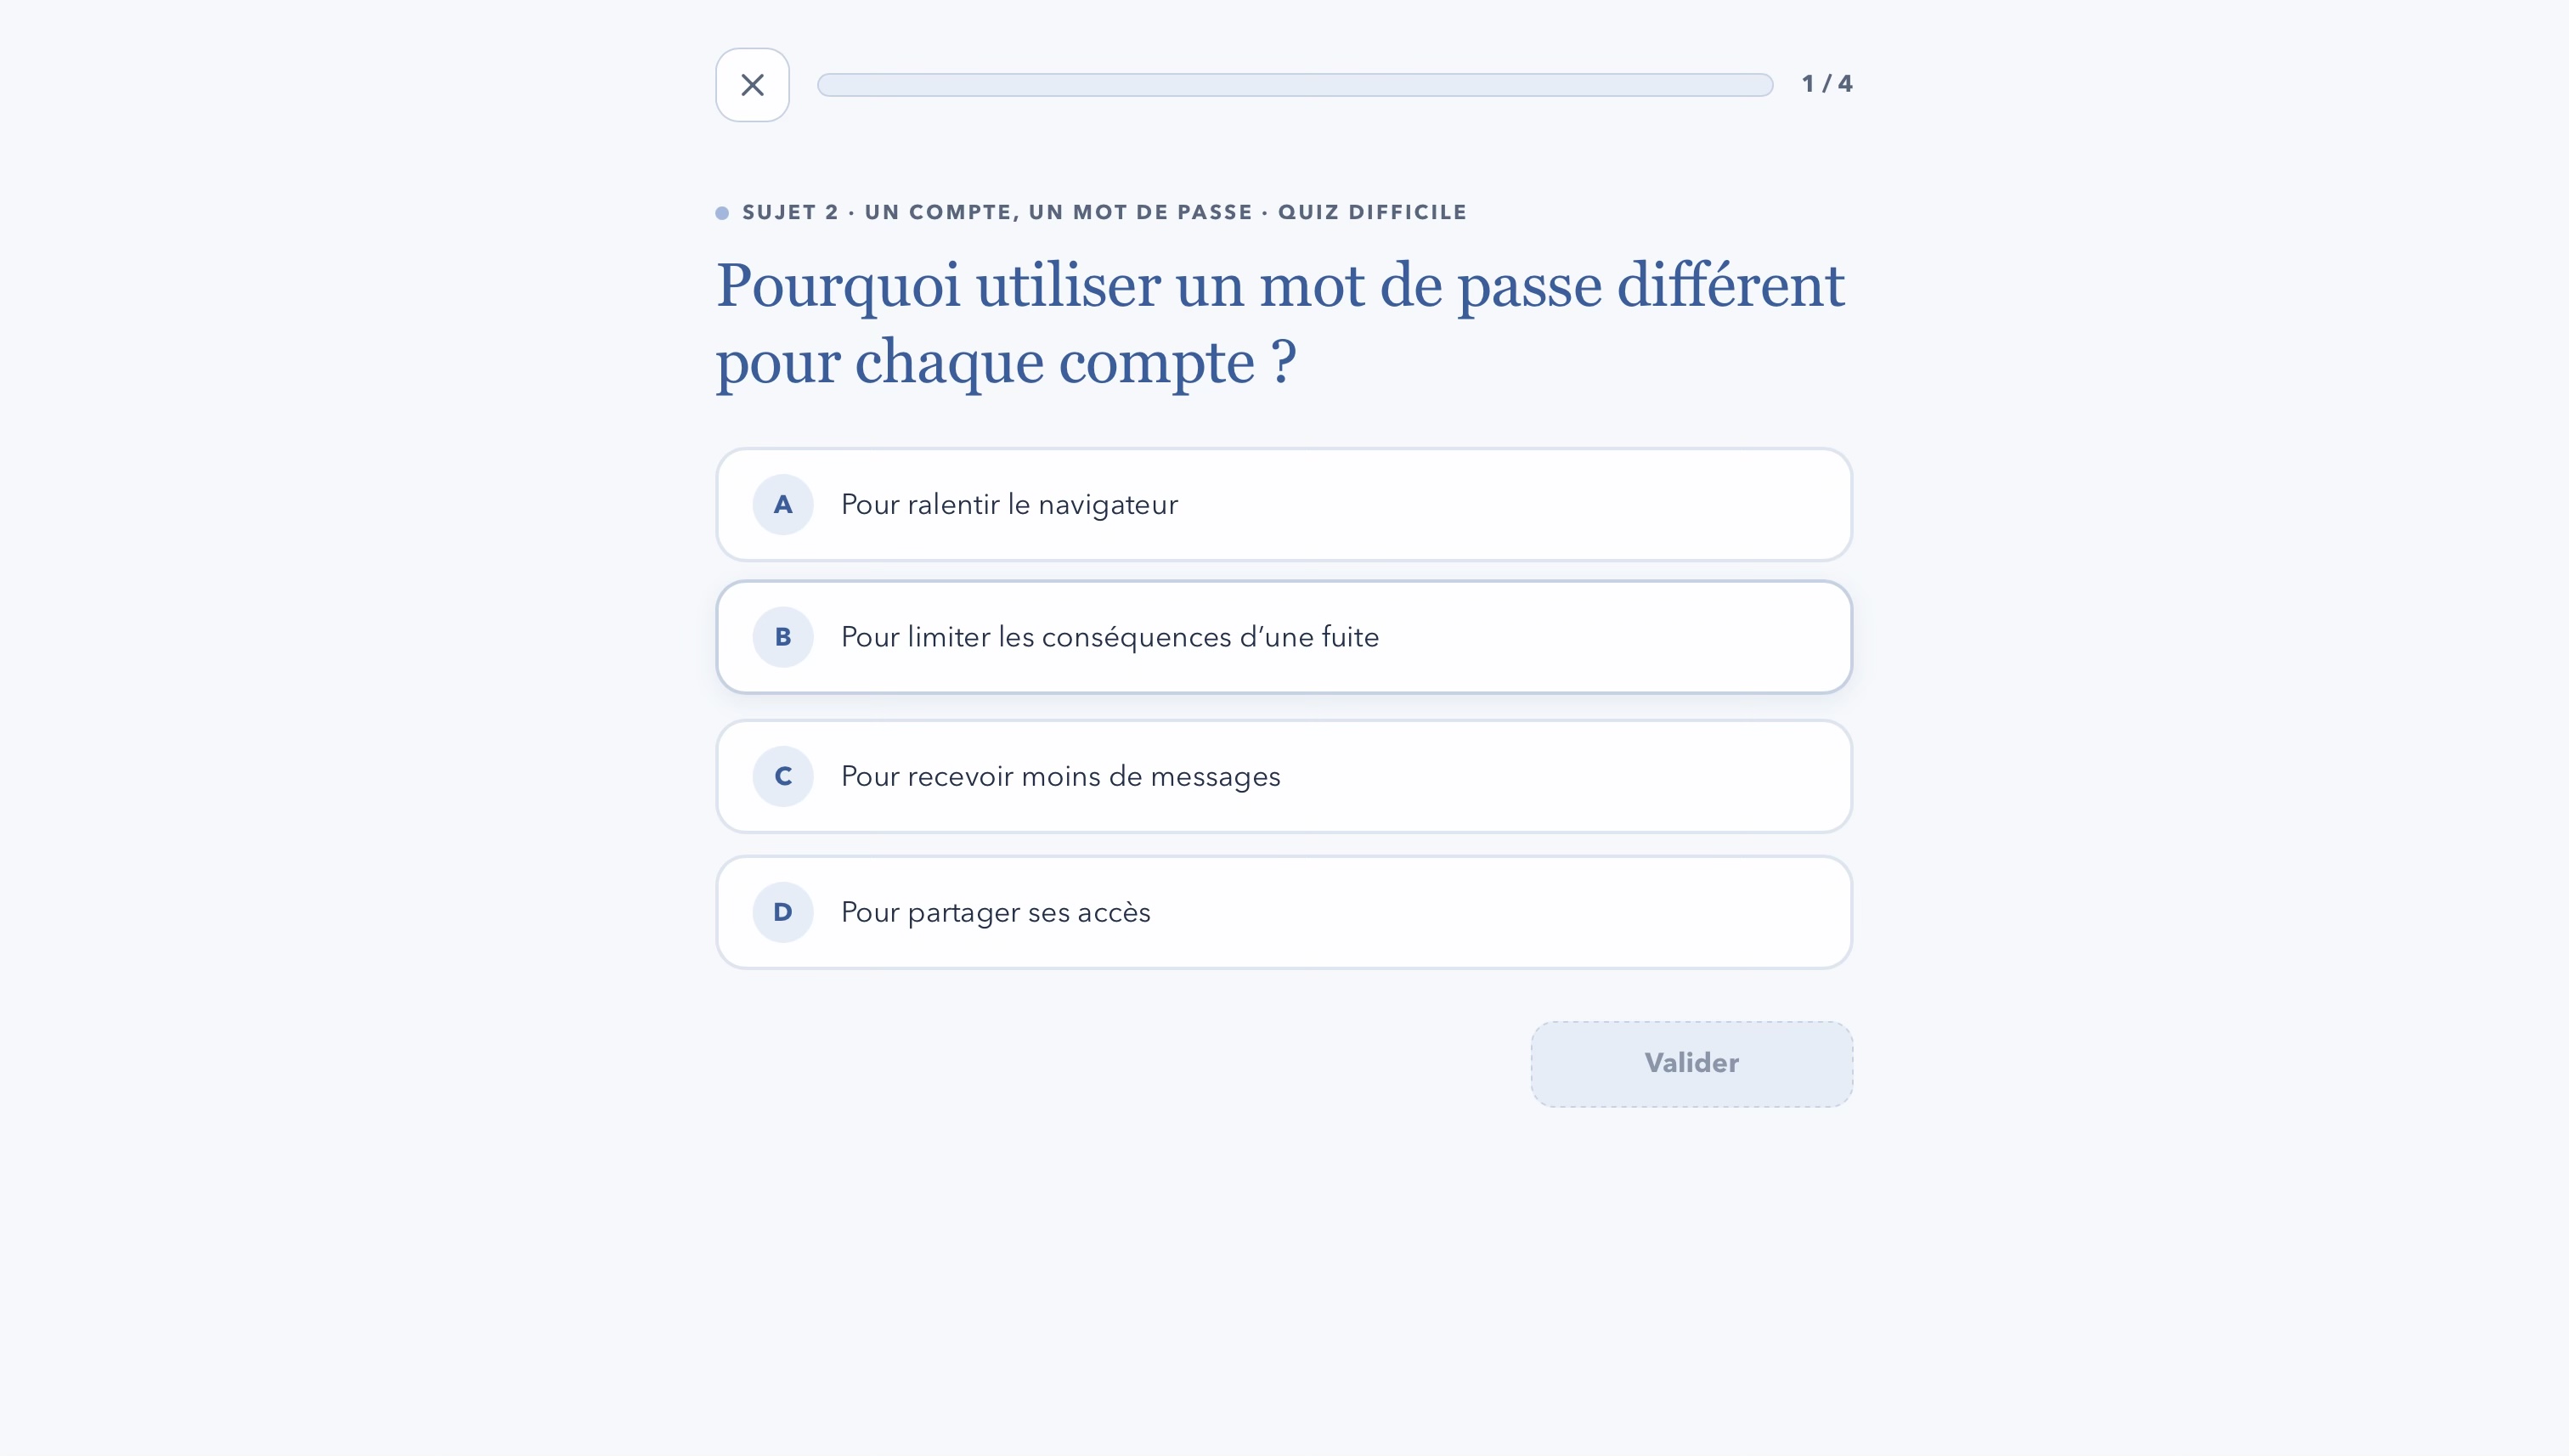 1 / 4
SUJET 2 · UN COMPTE, UN MOT DE PASSE · QUIZ DIFFICILE
Pourquoi utiliser un mot de passe différent
pour chaque compte ?
A Pour ralentir le navigateur
B Pour limiter les conséquences d’une fuite
C Pour recevoir moins de messages
D Pour partager ses accès
Valider